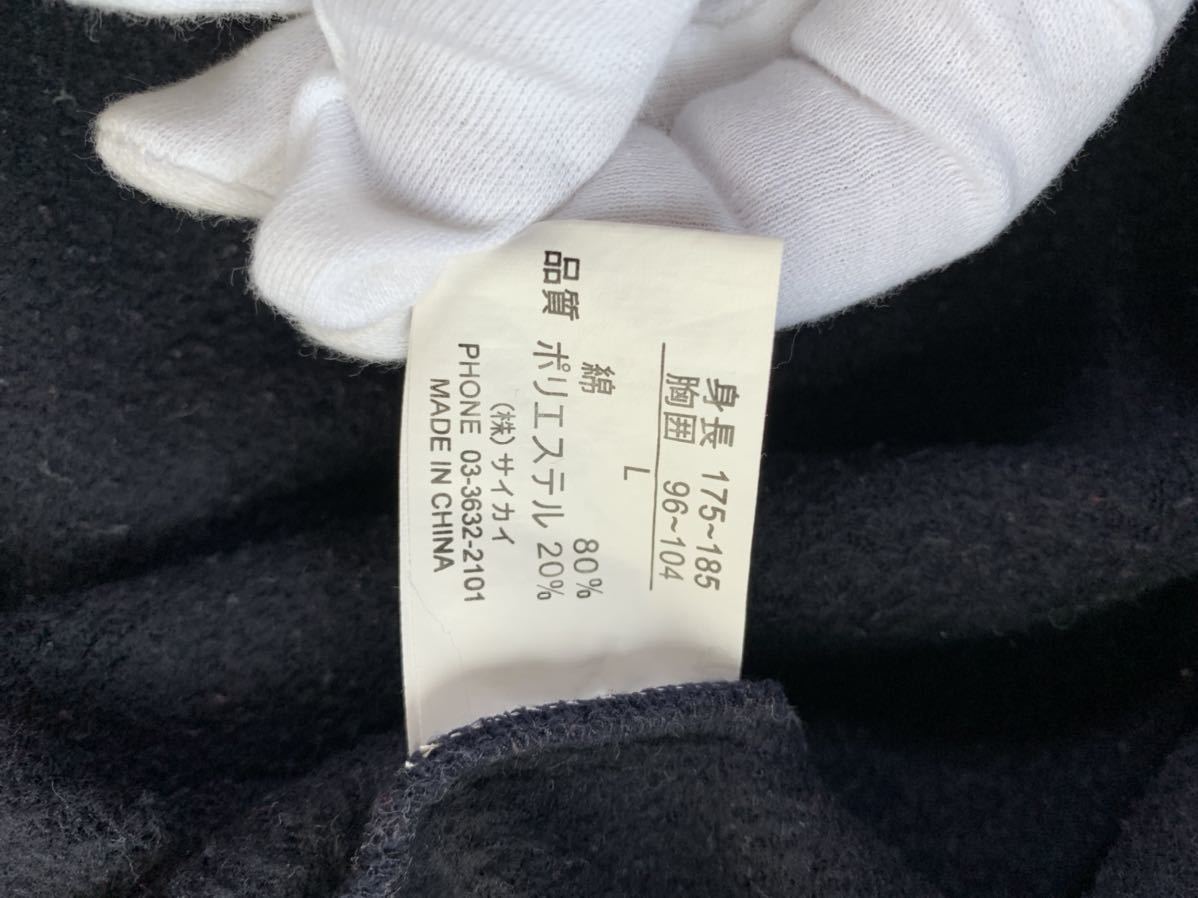 身長 175~185
胸囲 96~104
L
品質 綿 80%
ポリエステル 20%
(株)サイカイ
PHONE 03-3632-2101
MADE IN CHINA